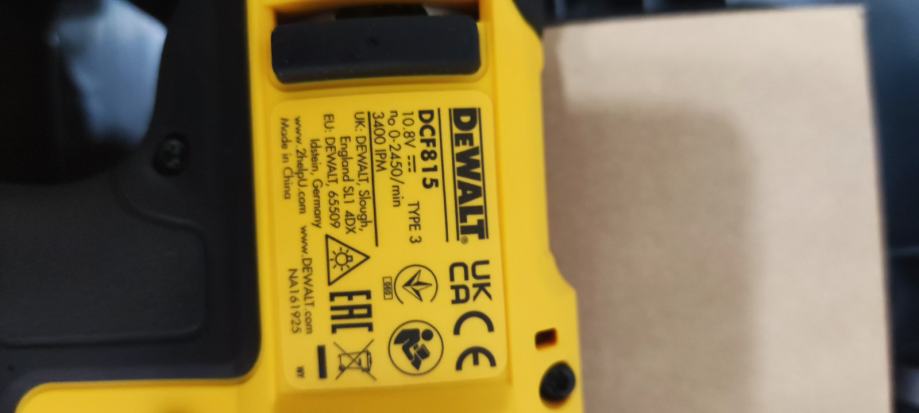 DEWALT®
UK
CA
CE
DCF815 TYPE 3
10.8V
n₀ 0-2450/min
3400 IPM
UK: DEWALT, Slough,
England SL1 4DX
EU: DEWALT, 65509
Idstein, Germany
EAC
www.2helpU.com www.DEWALT.com
Made in China NA161925
WY